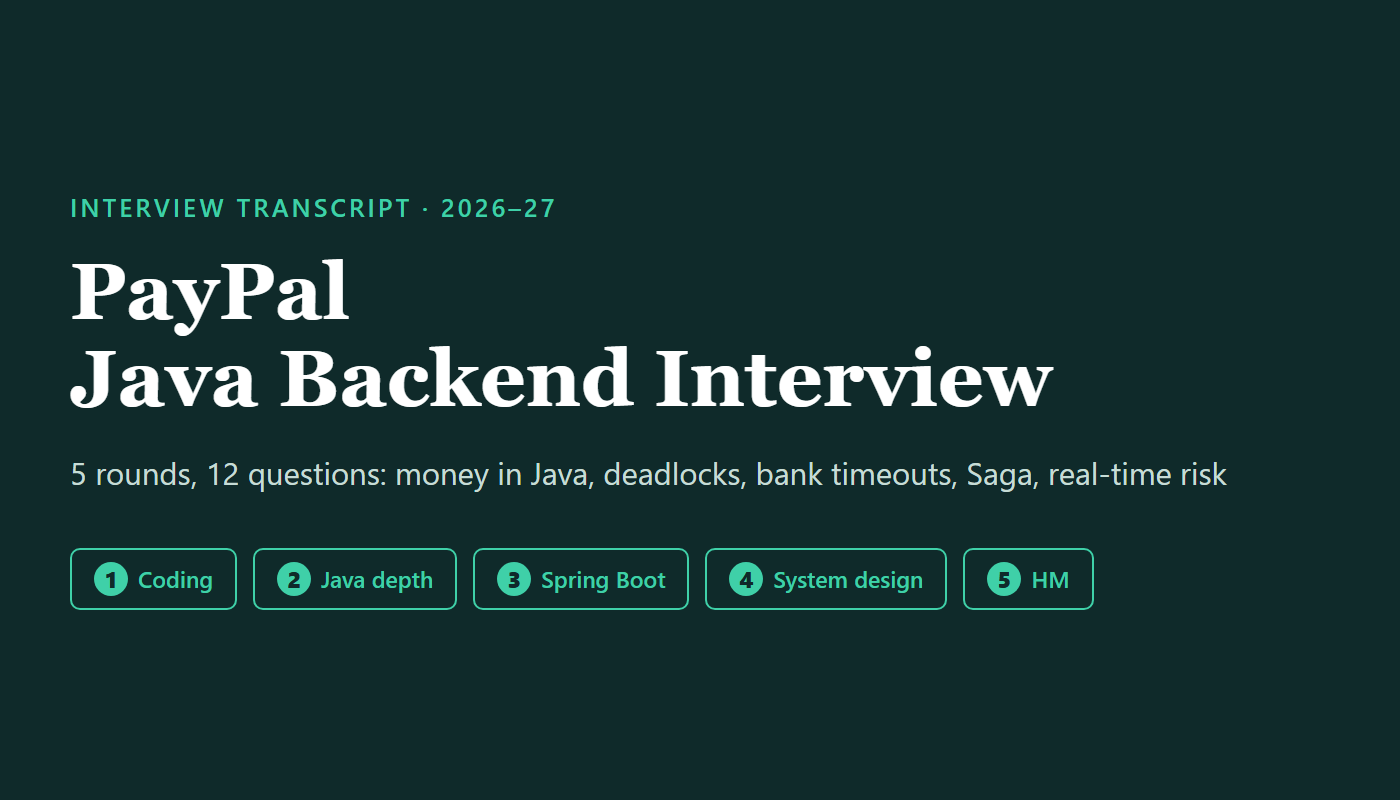 INTERVIEW TRANSCRIPT · 2026–27
PayPal
Java Backend Interview
5 rounds, 12 questions: money in Java, deadlocks, bank timeouts, Saga, real-time risk
1 Coding 2 Java depth 3 Spring Boot 4 System design 5 HM